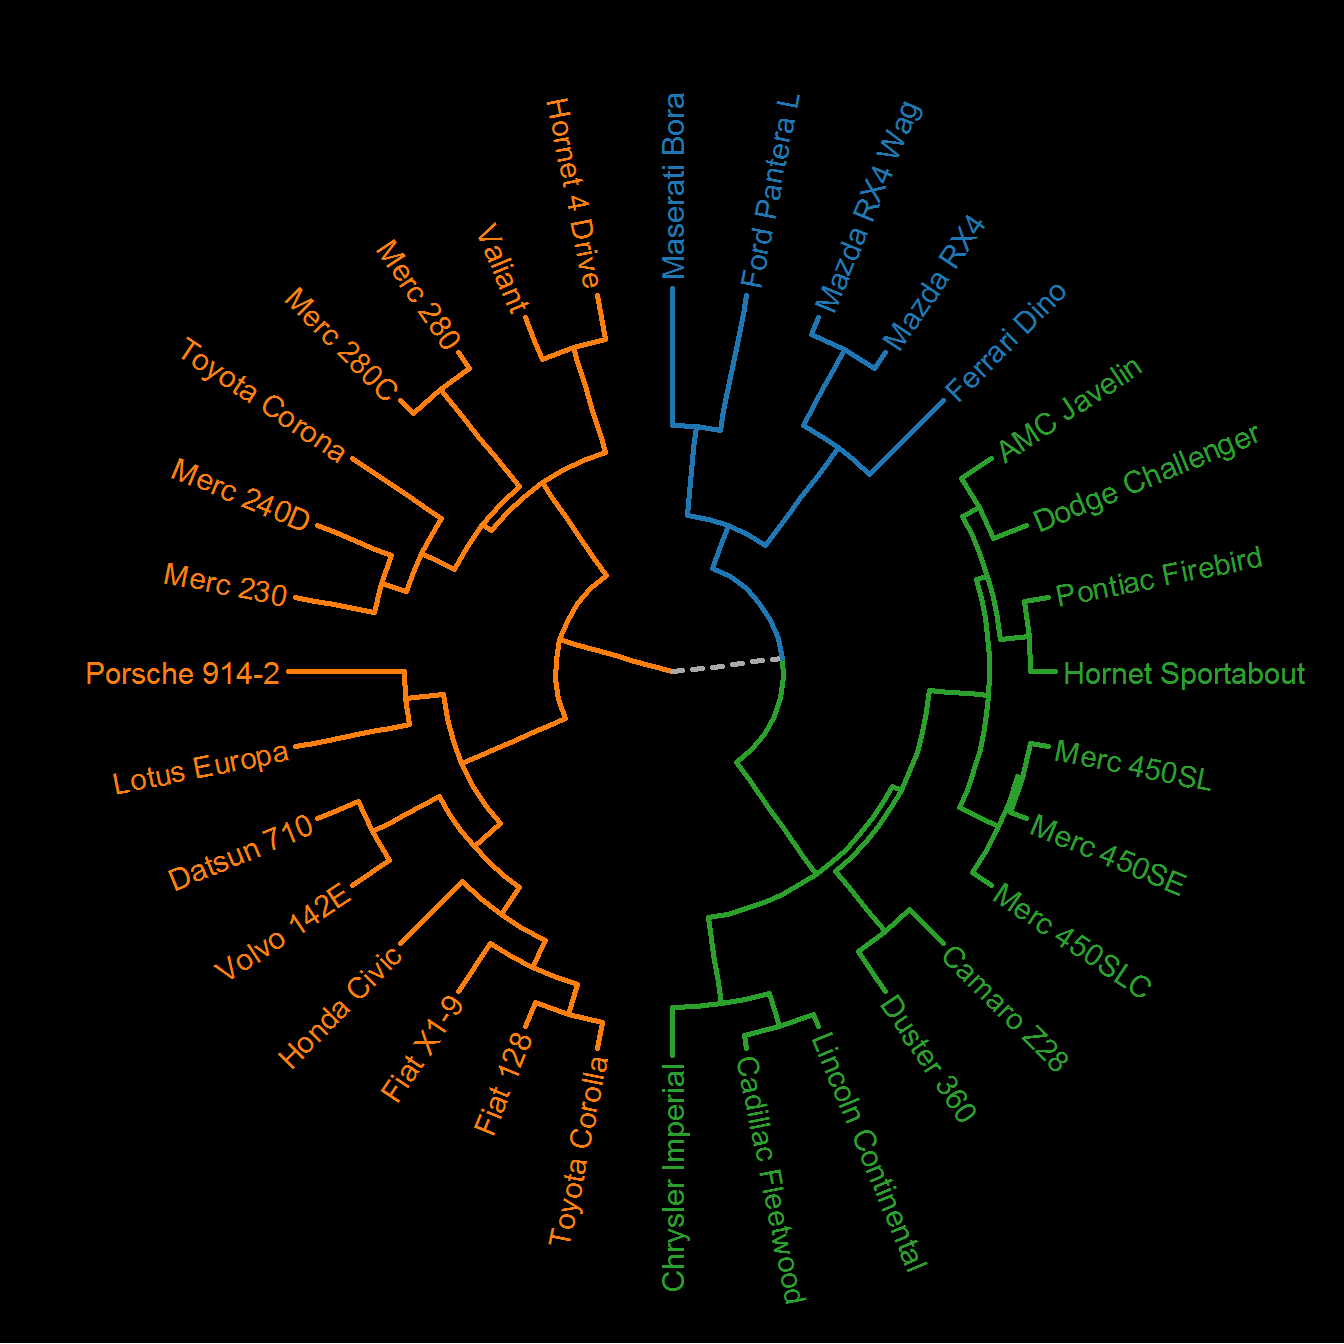 Maserati Bora
Ford Pantera L
Mazda RX4 Wag
Mazda RX4
Ferrari Dino
AMC Javelin
Dodge Challenger
Pontiac Firebird
Hornet Sportabout
Merc 450SL
Merc 450SE
Merc 450SLC
Camaro Z28
Duster 360
Lincoln Continental
Cadillac Fleetwood
Chrysler Imperial
Toyota Corolla
Fiat 128
Fiat X1-9
Honda Civic
Volvo 142E
Datsun 710
Lotus Europa
Porsche 914-2
Merc 230
Merc 240D
Toyota Corona
Merc 280C
Merc 280
Valiant
Hornet 4 Drive